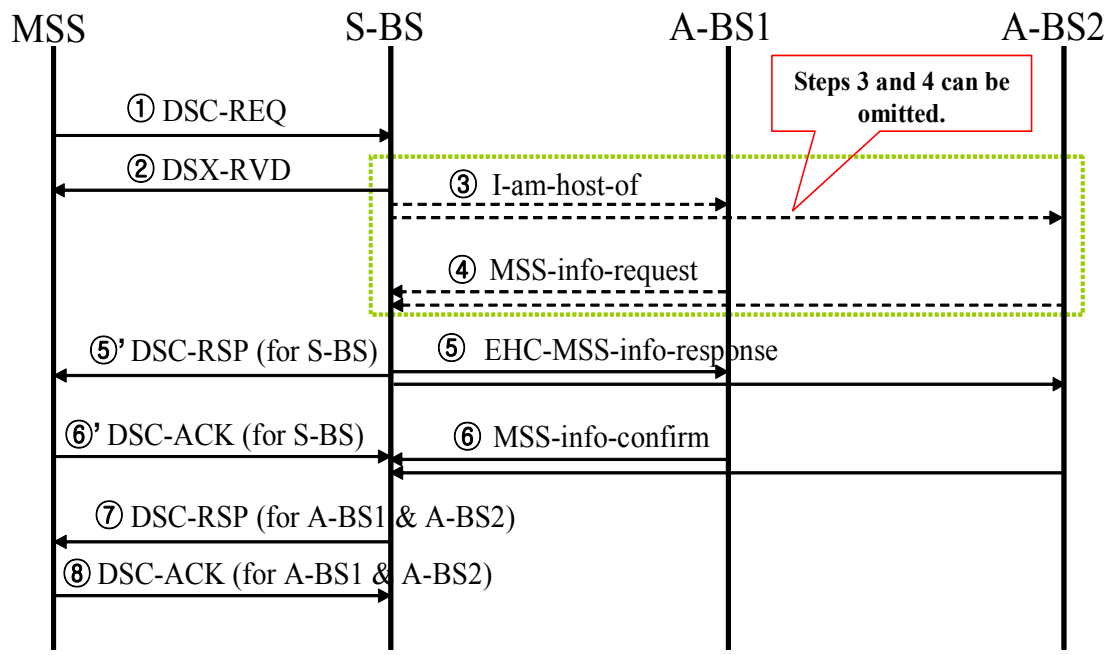 MSS S-BS A-BS1 A-BS2
Steps 3 and 4 can be
omitted.
① DSC-REQ
② DSX-RVD
③ I-am-host-of
④ MSS-info-request
⑤' DSC-RSP (for S-BS)
⑤ EHC-MSS-info-response
⑥' DSC-ACK (for S-BS)
⑥ MSS-info-confirm
⑦ DSC-RSP (for A-BS1 & A-BS2)
⑧ DSC-ACK (for A-BS1 & A-BS2)